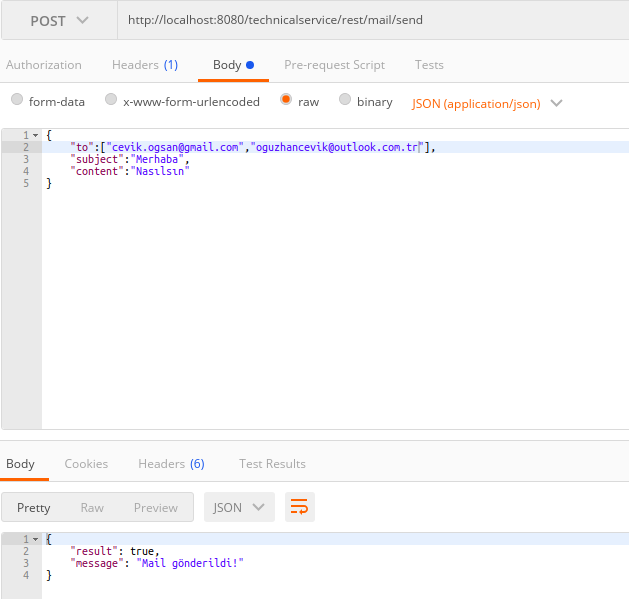 POST http://localhost:8080/technicalservice/rest/mail/send
Authorization Headers (1) Body Pre-request Script Tests
form-data x-www-form-urlencoded raw binary JSON (application/json)
1 {
2 "to":["cevik.ogsan@gmail.com","oguzhancevik@outlook.com.tr"],
3 "subject":"Merhaba",
4 "content":"Nasılsın"
5 }
Body Cookies Headers (6) Test Results
Pretty Raw Preview JSON
1 {
2 "result": true,
3 "message": "Mail gönderildi!"
4 }